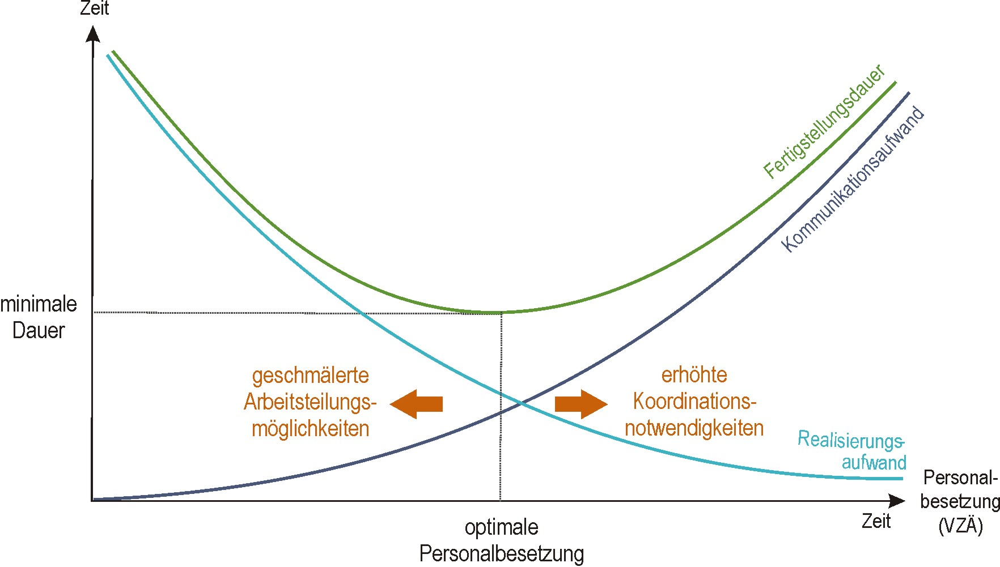 Zeit
Fertigstellungsdauer
Kommunikationsaufwand
minimale
Dauer
geschmälerte
Arbeitsteilungs-
möglichkeiten
erhöhte
Koordinations-
notwendigkeiten
Realisierungs-
aufwand
Personal-
besetzung
(VZÄ)
Zeit
optimale
Personalbesetzung